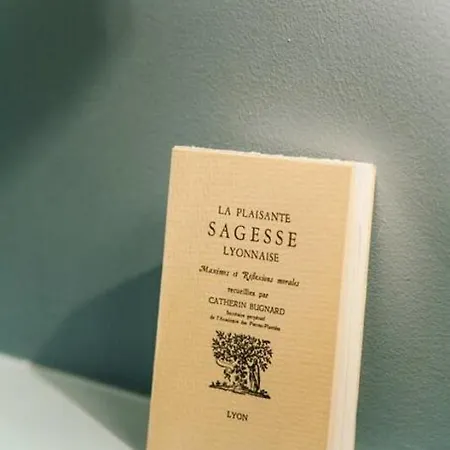 LA PLAISANTE
SAGESSE
LYONNAISE
Maximes et Réflexions morales
recueillies par
CATHERIN BUGNARD
Secrétaire perpétuel
de l'Académie des Pierres-Plantées
LYON